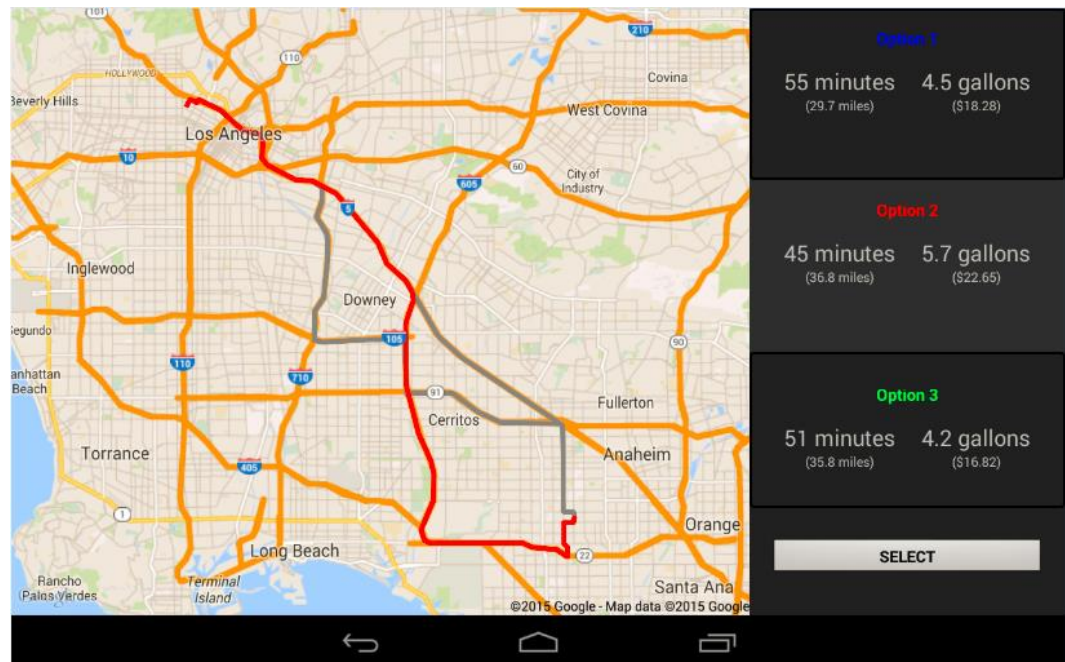 101
210
110
HOLLYWOOD
Covina
Beverly Hills
West Covina
Los Angeles
10
60
City of
Industry
605
5
Inglewood
Downey
Segundo
105
90
110
Manhattan
Beach
710
91
Fullerton
Cerritos
Torrance
Anaheim
405
1
Orange
Long Beach
22
Rancho
Palos Verdes
Terminal
Island
Santa Ana
©2015 Google - Map data ©2015 Google
Option 1
55 minutes 4.5 gallons
(29.7 miles) ($18.28)
Option 2
45 minutes 5.7 gallons
(36.8 miles) ($22.65)
Option 3
51 minutes 4.2 gallons
(35.8 miles) ($16.82)
SELECT